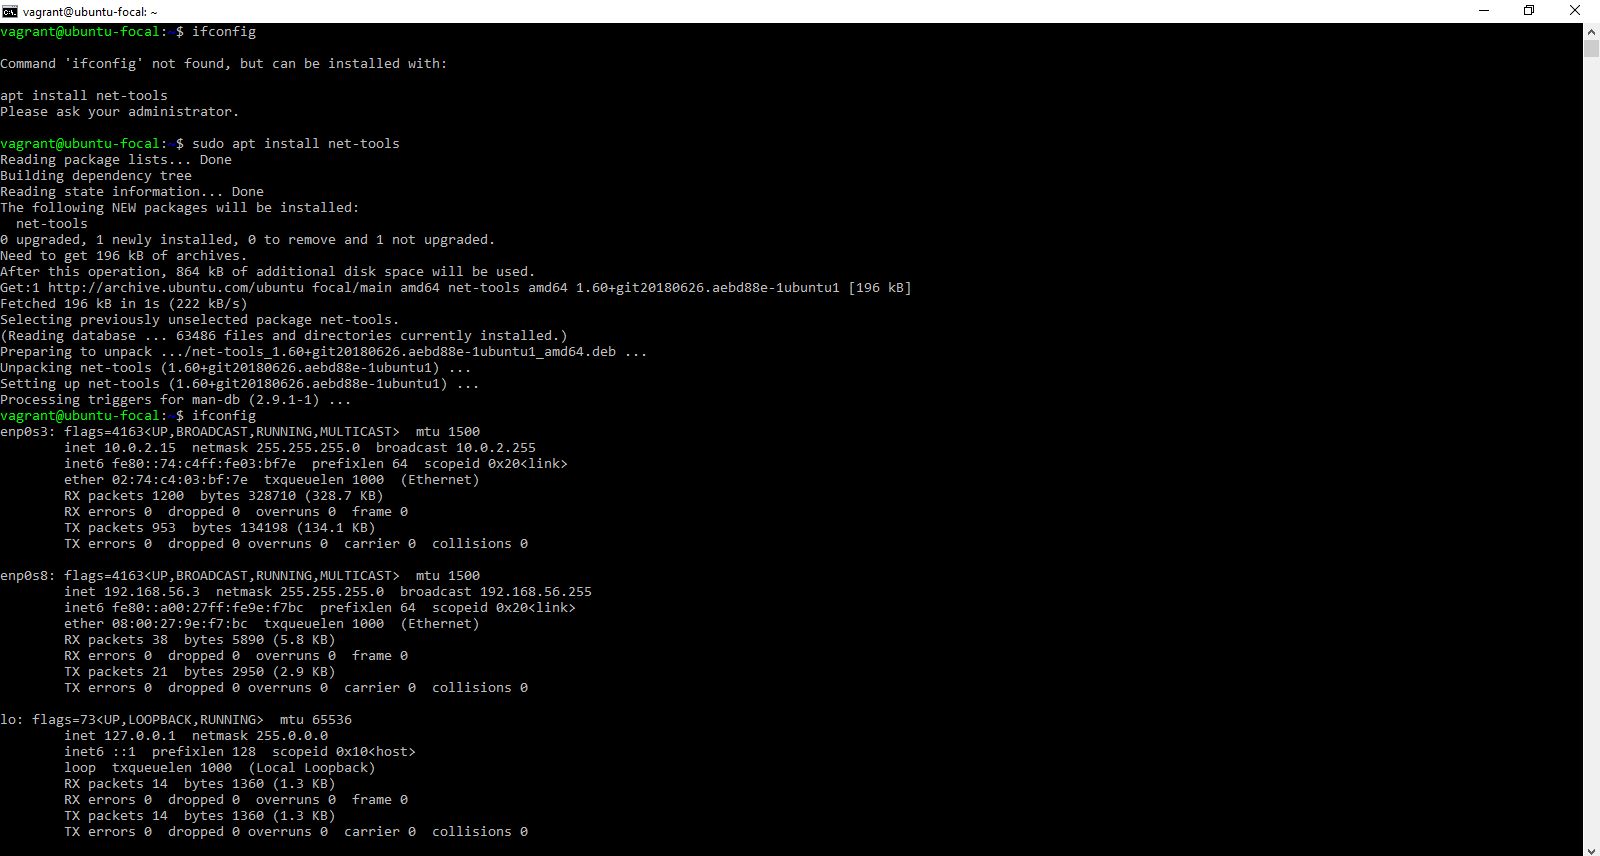 vagrant@ubuntu-focal: ~
vagrant@ubuntu-focal:~$ ifconfig
Command 'ifconfig' not found, but can be installed with:
apt install net-tools
Please ask your administrator.
vagrant@ubuntu-focal:~$ sudo apt install net-tools
Reading package lists... Done
Building dependency tree
Reading state information... Done
The following NEW packages will be installed:
  net-tools
0 upgraded, 1 newly installed, 0 to remove and 1 not upgraded.
Need to get 196 kB of archives.
After this operation, 864 kB of additional disk space will be used.
Get:1 http://archive.ubuntu.com/ubuntu focal/main amd64 net-tools amd64 1.60+git20180626.aebd88e-1ubuntu1 [196 kB]
Fetched 196 kB in 1s (222 kB/s)
Selecting previously unselected package net-tools.
(Reading database ... 63486 files and directories currently installed.)
Preparing to unpack .../net-tools_1.60+git20180626.aebd88e-1ubuntu1_amd64.deb ...
Unpacking net-tools (1.60+git20180626.aebd88e-1ubuntu1) ...
Setting up net-tools (1.60+git20180626.aebd88e-1ubuntu1) ...
Processing triggers for man-db (2.9.1-1) ...
vagrant@ubuntu-focal:~$ ifconfig
enp0s3: flags=4163<UP,BROADCAST,RUNNING,MULTICAST>  mtu 1500
        inet 10.0.2.15  netmask 255.255.255.0  broadcast 10.0.2.255
        inet6 fe80::74:c4ff:fe03:bf7e  prefixlen 64  scopeid 0x20<link>
        ether 02:74:c4:03:bf:7e  txqueuelen 1000  (Ethernet)
        RX packets 1200  bytes 328710 (328.7 KB)
        RX errors 0  dropped 0  overruns 0  frame 0
        TX packets 953  bytes 134198 (134.1 KB)
        TX errors 0  dropped 0 overruns 0  carrier 0  collisions 0
enp0s8: flags=4163<UP,BROADCAST,RUNNING,MULTICAST>  mtu 1500
        inet 192.168.56.3  netmask 255.255.255.0  broadcast 192.168.56.255
        inet6 fe80::a00:27ff:fe9e:f7bc  prefixlen 64  scopeid 0x20<link>
        ether 08:00:27:9e:f7:bc  txqueuelen 1000  (Ethernet)
        RX packets 38  bytes 5890 (5.8 KB)
        RX errors 0  dropped 0  overruns 0  frame 0
        TX packets 21  bytes 2950 (2.9 KB)
        TX errors 0  dropped 0 overruns 0  carrier 0  collisions 0
lo: flags=73<UP,LOOPBACK,RUNNING>  mtu 65536
        inet 127.0.0.1  netmask 255.0.0.0
        inet6 ::1  prefixlen 128  scopeid 0x10<host>
        loop  txqueuelen 1000  (Local Loopback)
        RX packets 14  bytes 1360 (1.3 KB)
        RX errors 0  dropped 0  overruns 0  frame 0
        TX packets 14  bytes 1360 (1.3 KB)
        TX errors 0  dropped 0 overruns 0  carrier 0  collisions 0